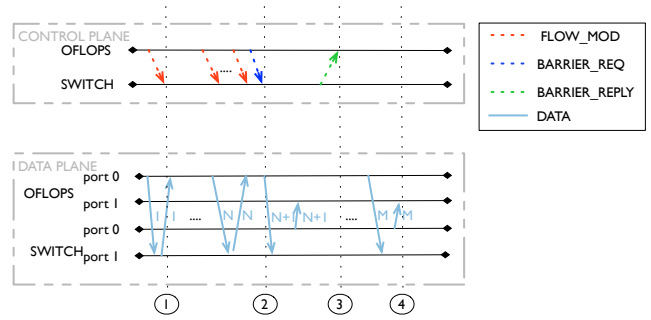 CONTROL PLANE
OFLOPS
SWITCH
....
FLOW_MOD
BARRIER_REQ
BARRIER_REPLY
DATA
DATA PLANE
port 0
OFLOPS
port 1
port 0
SWITCH
port 1
1 1 .... N N N+1 N+1 .... M M
1 2 3 4